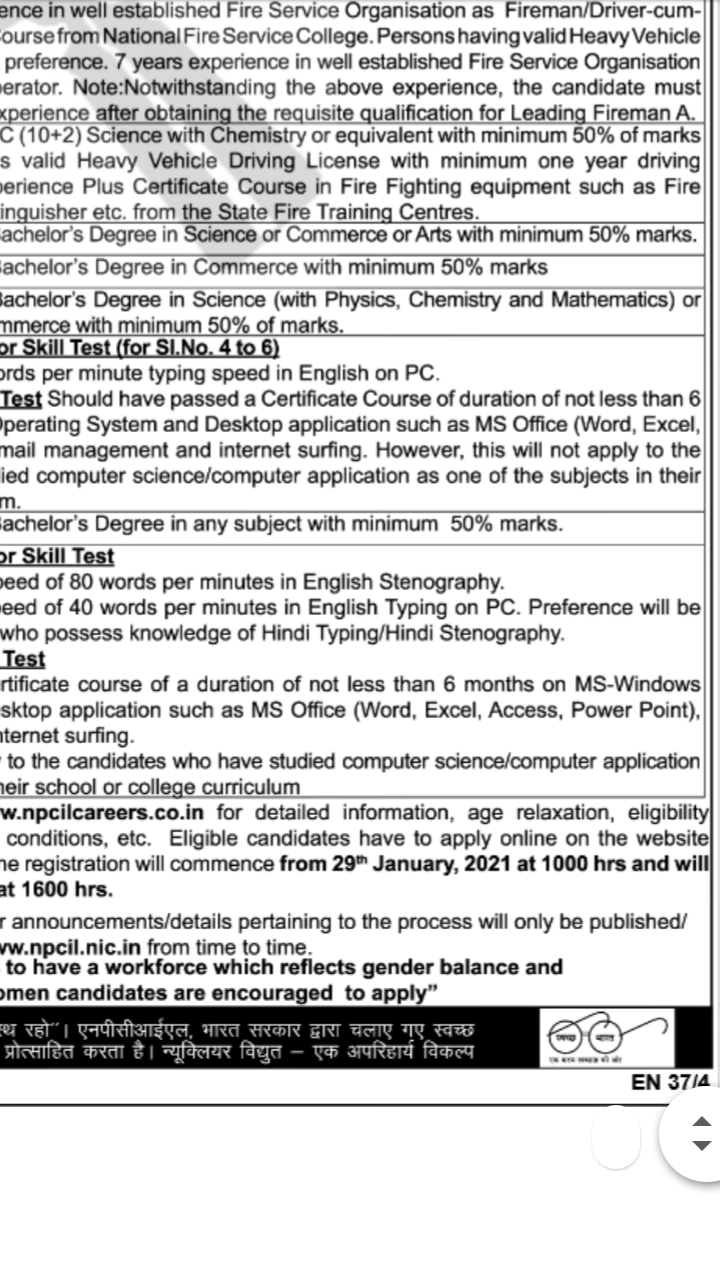 ence in well established Fire Service Organisation as Fireman/Driver-cum-
Course from National Fire Service College. Persons having valid Heavy Vehicle
preference. 7 years experience in well established Fire Service Organisation
perator. Note:Notwithstanding the above experience, the candidate must
xperience after obtaining the requisite qualification for Leading Fireman A.
C (10+2) Science with Chemistry or equivalent with minimum 50% of marks
s valid Heavy Vehicle Driving License with minimum one year driving
perience Plus Certificate Course in Fire Fighting equipment such as Fire
inguisher etc. from the State Fire Training Centres.
Bachelor's Degree in Science or Commerce or Arts with minimum 50% marks.
Bachelor's Degree in Commerce with minimum 50% marks
Bachelor's Degree in Science (with Physics, Chemistry and Mathematics) or
mmerce with minimum 50% of marks.
or Skill Test (for Sl.No. 4 to 6)
ords per minute typing speed in English on PC.
Test Should have passed a Certificate Course of duration of not less than 6
Operating System and Desktop application such as MS Office (Word, Excel,
mail management and internet surfing. However, this will not apply to the
ied computer science/computer application as one of the subjects in their
m.
Bachelor's Degree in any subject with minimum 50% marks.
or Skill Test
peed of 80 words per minutes in English Stenography.
peed of 40 words per minutes in English Typing on PC. Preference will be
who possess knowledge of Hindi Typing/Hindi Stenography.
Test
rtificate course of a duration of not less than 6 months on MS-Windows
esktop application such as MS Office (Word, Excel, Access, Power Point),
nternet surfing.
to the candidates who have studied computer science/computer application
heir school or college curriculum
w.npcilcareers.co.in for detailed information, age relaxation, eligibility
conditions, etc. Eligible candidates have to apply online on the website
ne registration will commence from 29th January, 2021 at 1000 hrs and will
at 1600 hrs.
r announcements/details pertaining to the process will only be published/
ww.npcil.nic.in from time to time.
to have a workforce which reflects gender balance and
omen candidates are encouraged to apply”
स्थ रहो”। एनपीसीआईएल, भारत सरकार द्वारा चलाए गए स्वच्छ
प्रोत्साहित करता है। न्यूक्लियर विद्युत – एक अपरिहार्य विकल्प
स्वच्छ भारत
एक कदम स्वच्छता की ओर
EN 37/4